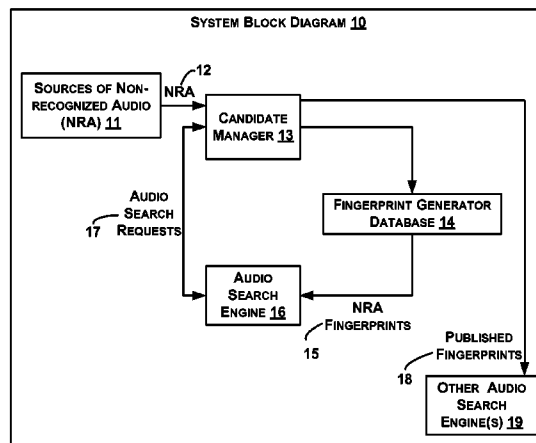 SYSTEM BLOCK DIAGRAM 10
12
SOURCES OF NON-
RECOGNIZED AUDIO
(NRA) 11
NRA
CANDIDATE
MANAGER 13
AUDIO
SEARCH
REQUESTS
17
FINGERPRINT GENERATOR
DATABASE 14
AUDIO
SEARCH
ENGINE 16
NRA
FINGERPRINTS
15
PUBLISHED
FINGERPRINTS
18
OTHER AUDIO
SEARCH
ENGINE(S) 19